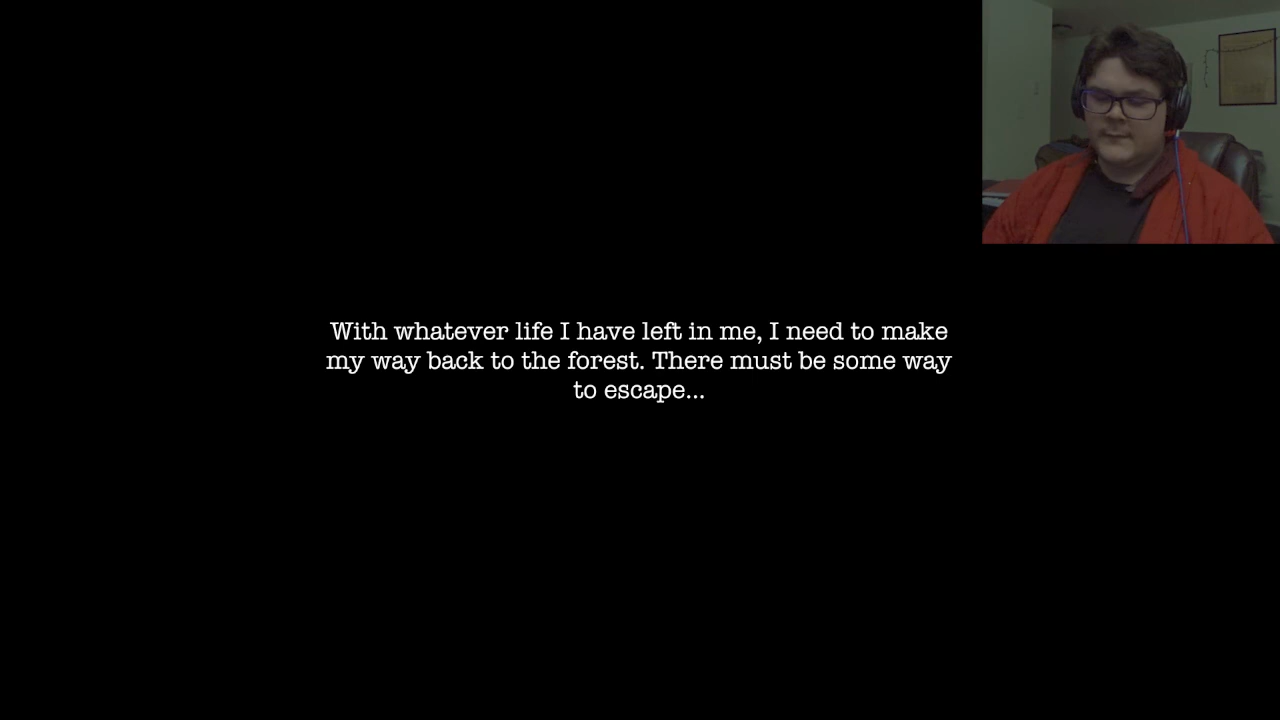 With whatever life I have left in me, I need to make
my way back to the forest. There must be some way
to escape...